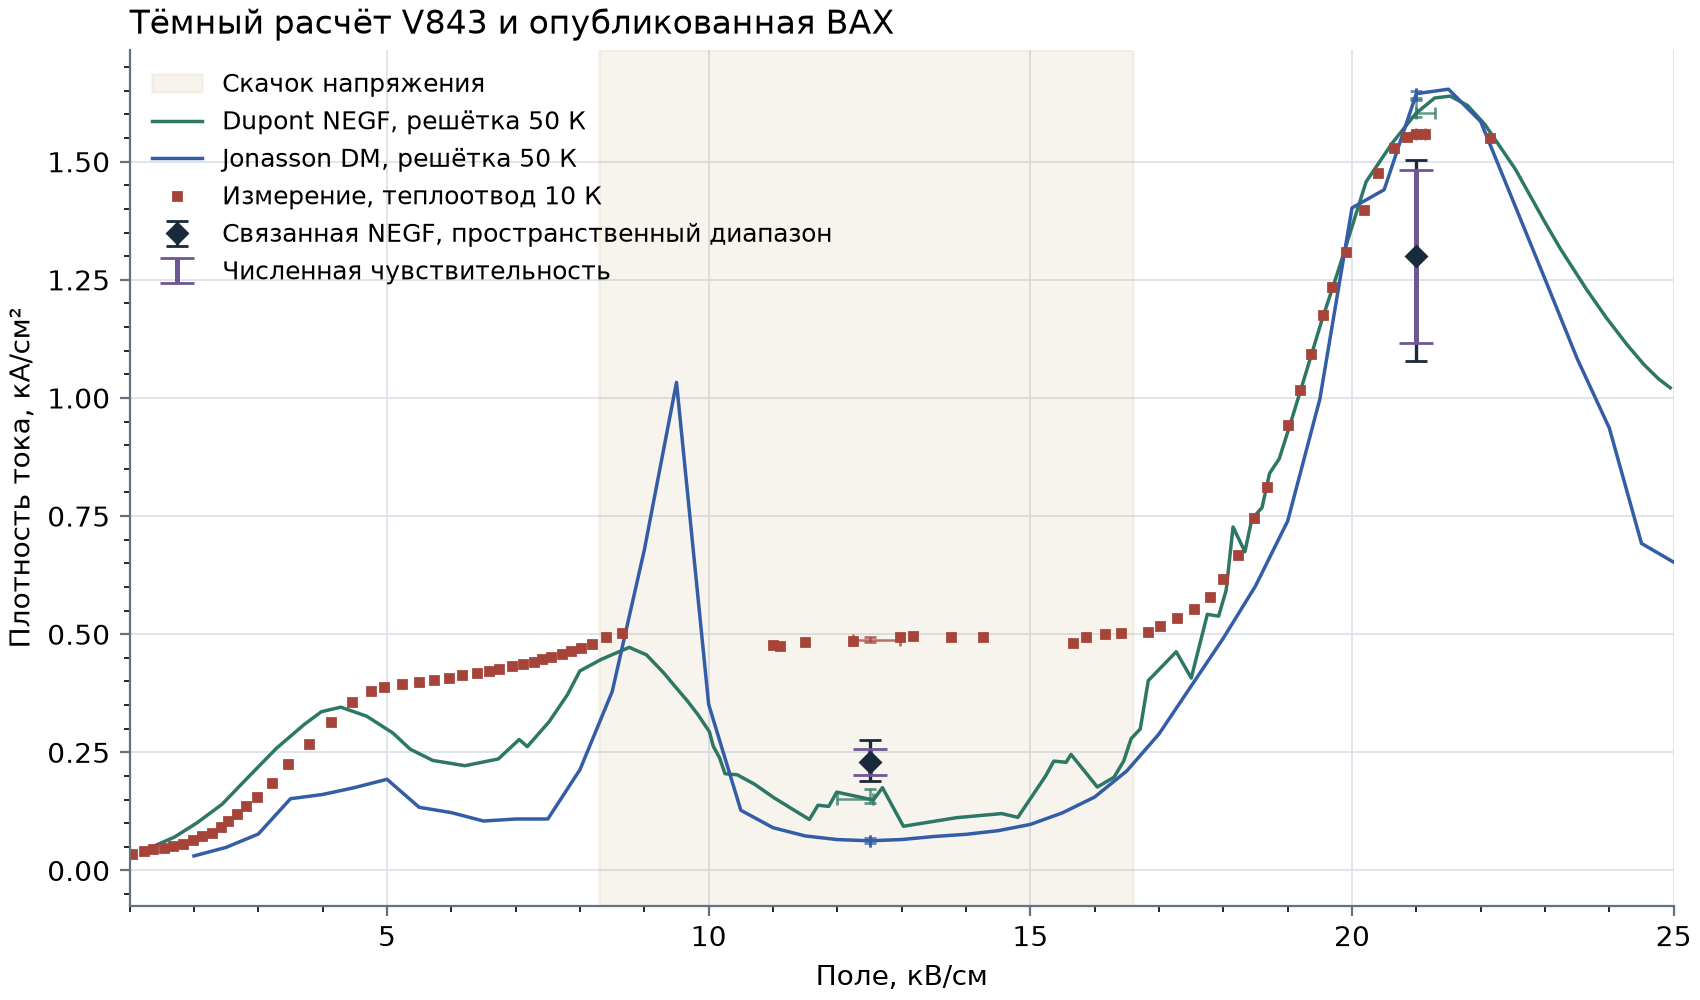 Тёмный расчёт V843 и опубликованная ВАХ
Скачок напряжения
Dupont NEGF, решётка 50 К
Jonasson DM, решётка 50 К
Измерение, теплоотвод 10 К
Связанная NEGF, пространственный диапазон
Численная чувствительность
Плотность тока, кА/см²
1.50
1.25
1.00
0.75
0.50
0.25
0.00
5
10
15
20
25
Поле, кВ/см